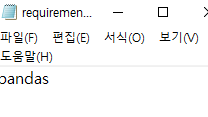 requiremen...
파일(F) 편집(E) 서식(O) 보기(V)
도움말(H)
pandas